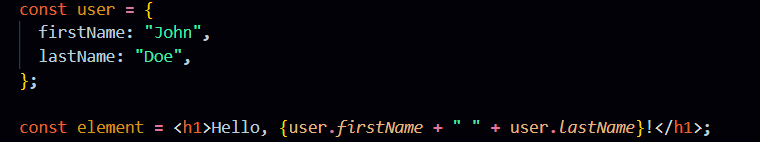 const user = {
  firstName: "John",
  lastName: "Doe",
};
const element = <h1>Hello, {user.firstName + " " + user.lastName}!</h1>;